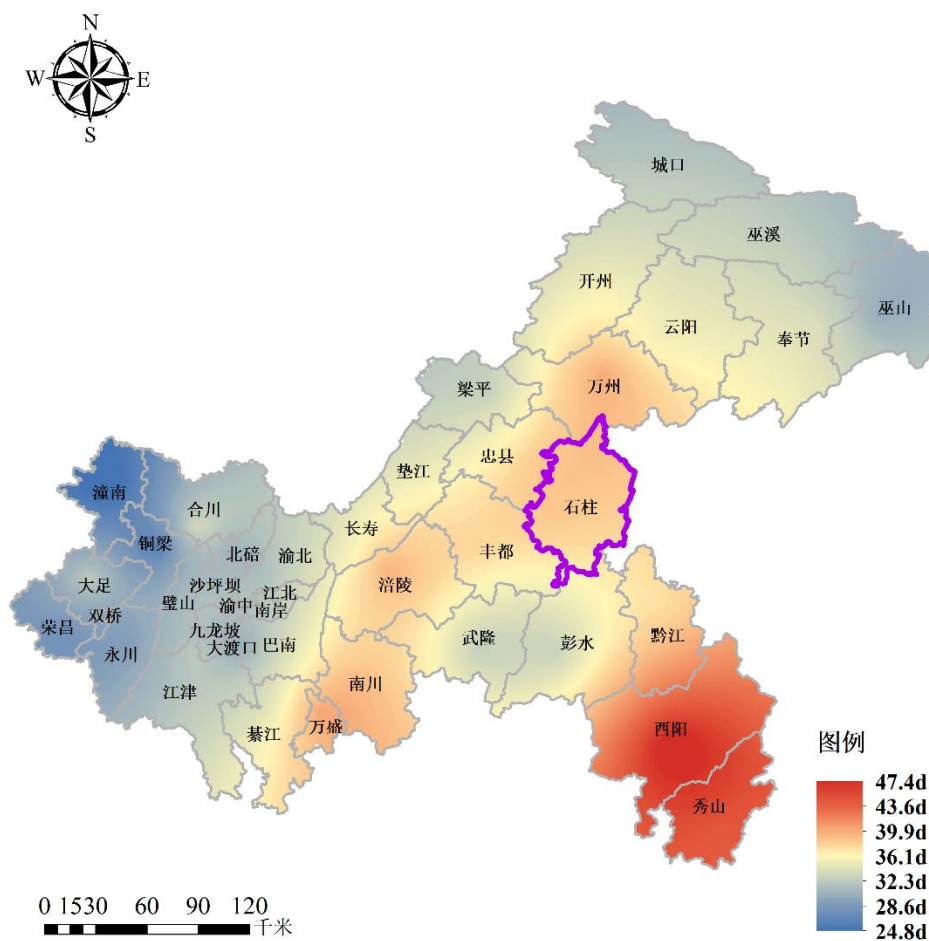 N
W E
S
城口
巫溪
开州
巫山
云阳
奉节
万州
梁平
忠县
垫江
石柱
潼南
合川
长寿
丰都
铜梁
北碚
渝北
涪陵
大足
沙坪坝
江北
璧山
渝中
南岸
双桥
荣昌
九龙坡
巴南
武隆
彭水
黔江
永川
大渡口
江津
南川
万盛
綦江
酉阳
秀山
图例
47.4d
43.6d
39.9d
36.1d
32.3d
28.6d
24.8d
0 15 30 60 90 120
千米